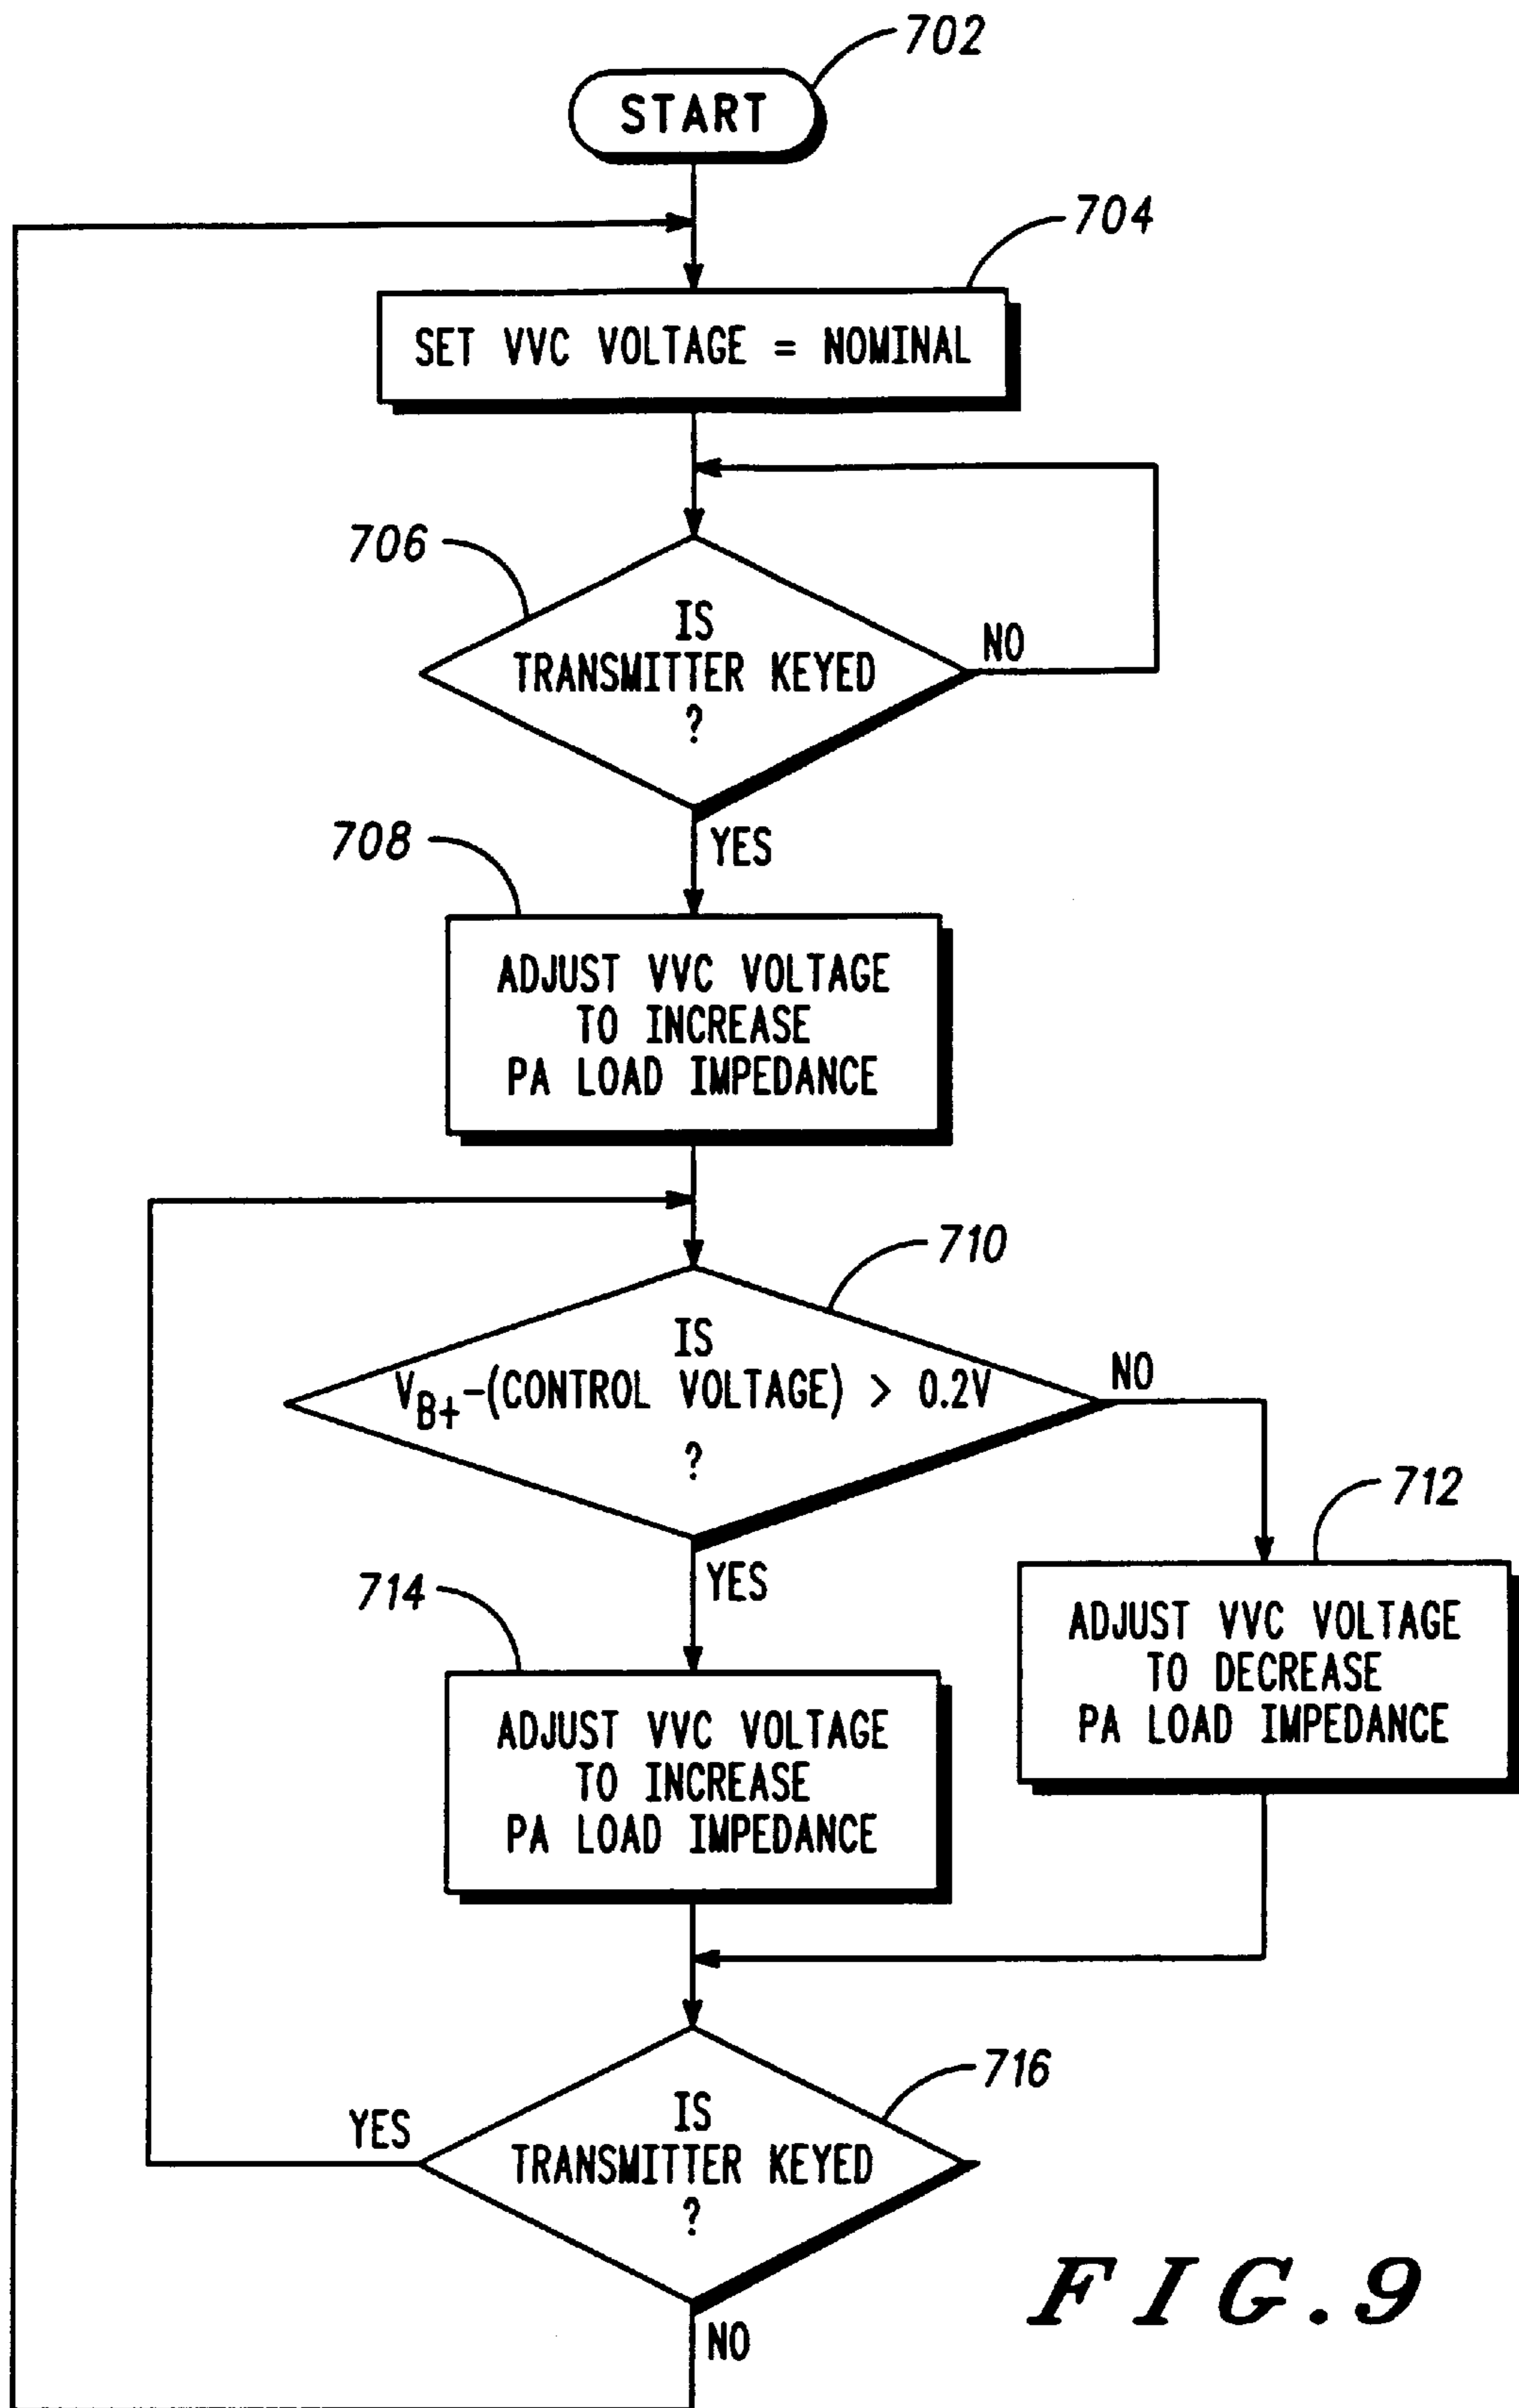 702
START
704
SET VVC VOLTAGE = NOMINAL
706
IS
TRANSMITTER KEYED
?
NO
YES
708
ADJUST VVC VOLTAGE
TO INCREASE
PA LOAD IMPEDANCE
710
IS
VB+-(CONTROL VOLTAGE) > 0.2V
?
NO
YES
712
ADJUST VVC VOLTAGE
TO DECREASE
PA LOAD IMPEDANCE
714
ADJUST VVC VOLTAGE
TO INCREASE
PA LOAD IMPEDANCE
716
IS
TRANSMITTER KEYED
?
YES
NO
FIG.9